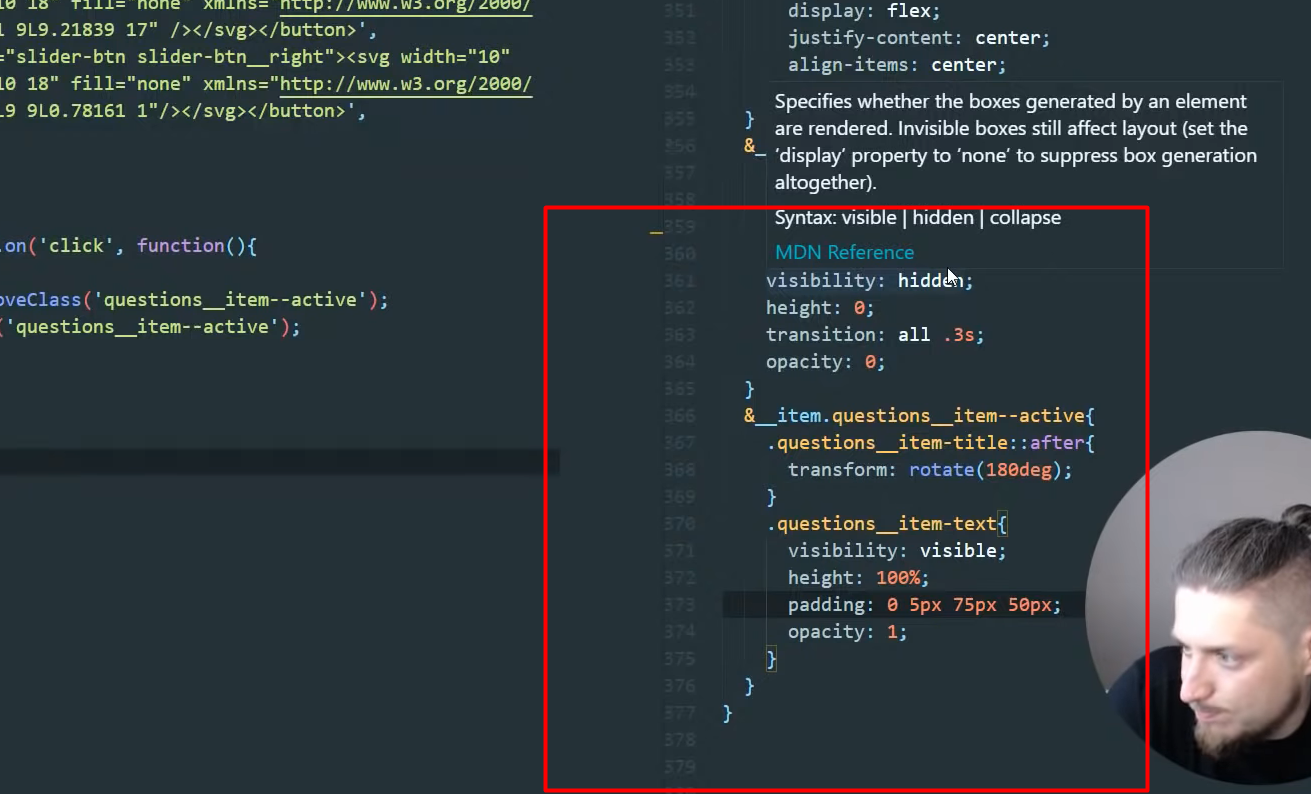 10 18" fill="none" xmlns="http://www.w3.org/2000/
1 9L9.21839 17" /></svg></button>',
="slider-btn slider-btn__right"><svg width="10"
10 18" fill="none" xmlns="http://www.w3.org/2000/
L9 9L0.78161 1"/></svg></button>',
.on('click', function(){
oveClass('questions__item--active');
('questions__item--active');
351 display: flex;
352 justify-content: center;
353 align-items: center;
354
355 }
356 &_
357
358
359
360
Specifies whether the boxes generated by an element
are rendered. Invisible boxes still affect layout (set the
‘display’ property to ‘none’ to suppress box generation
altogether).
Syntax: visible | hidden | collapse
MDN Reference
361 visibility: hidden;
362 height: 0;
363 transition: all .3s;
364 opacity: 0;
365 }
366 &__item.questions__item--active{
367 .questions__item-title::after{
368 transform: rotate(180deg);
369 }
370 .questions__item-text{
371 visibility: visible;
372 height: 100%;
373 padding: 0 5px 75px 50px;
374 opacity: 1;
375 }
376 }
377 }
378
379